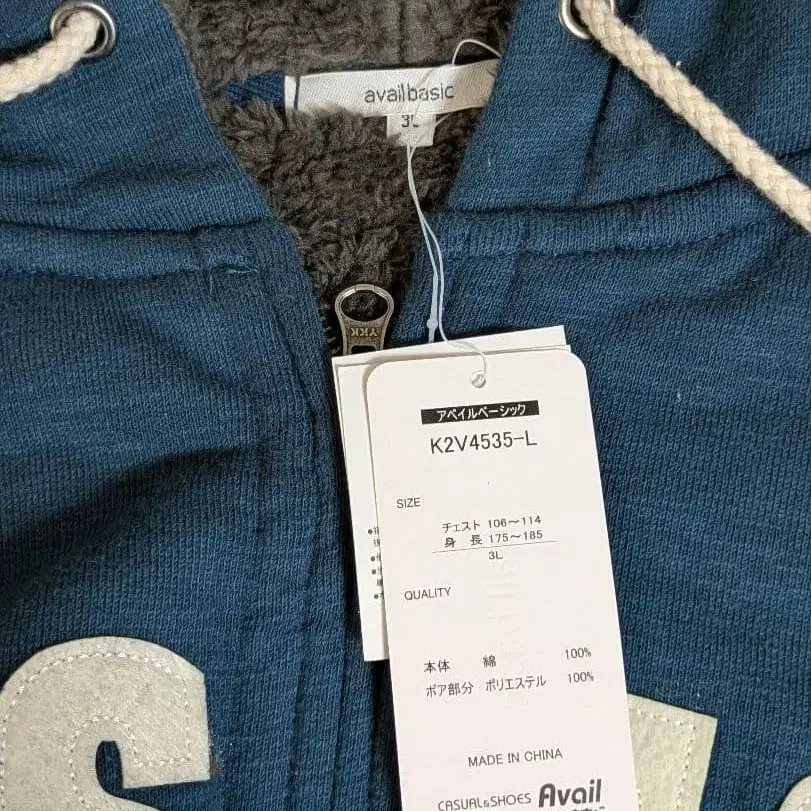 availbasic
3L
YKK
アベイルベーシック
K2V4535-L
SIZE
チェスト 106～114
身 長 175～185
3L
QUALITY
本体 綿 100%
ボア部分 ポリエステル 100%
MADE IN CHINA
CASUAL&SHOES Avail